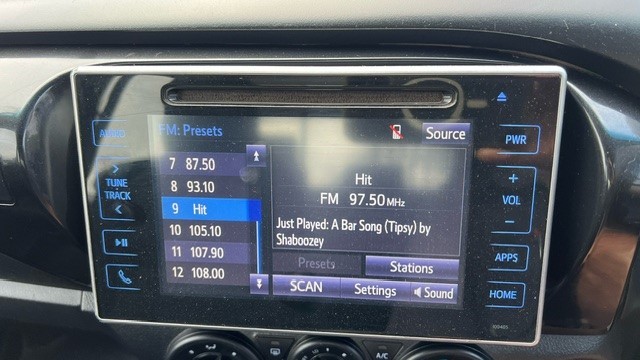 AUDIO
FM: Presets
Source
PWR
7 87.50
8 93.10
9 Hit
10 105.10
11 107.90
12 108.00
Hit
FM 97.50 MHz
Just Played: A Bar Song (Tipsy) by
Shaboozey
Presets
Stations
SCAN
Settings
Sound
TUNE
TRACK
+
VOL
−
APPS
HOME
100403